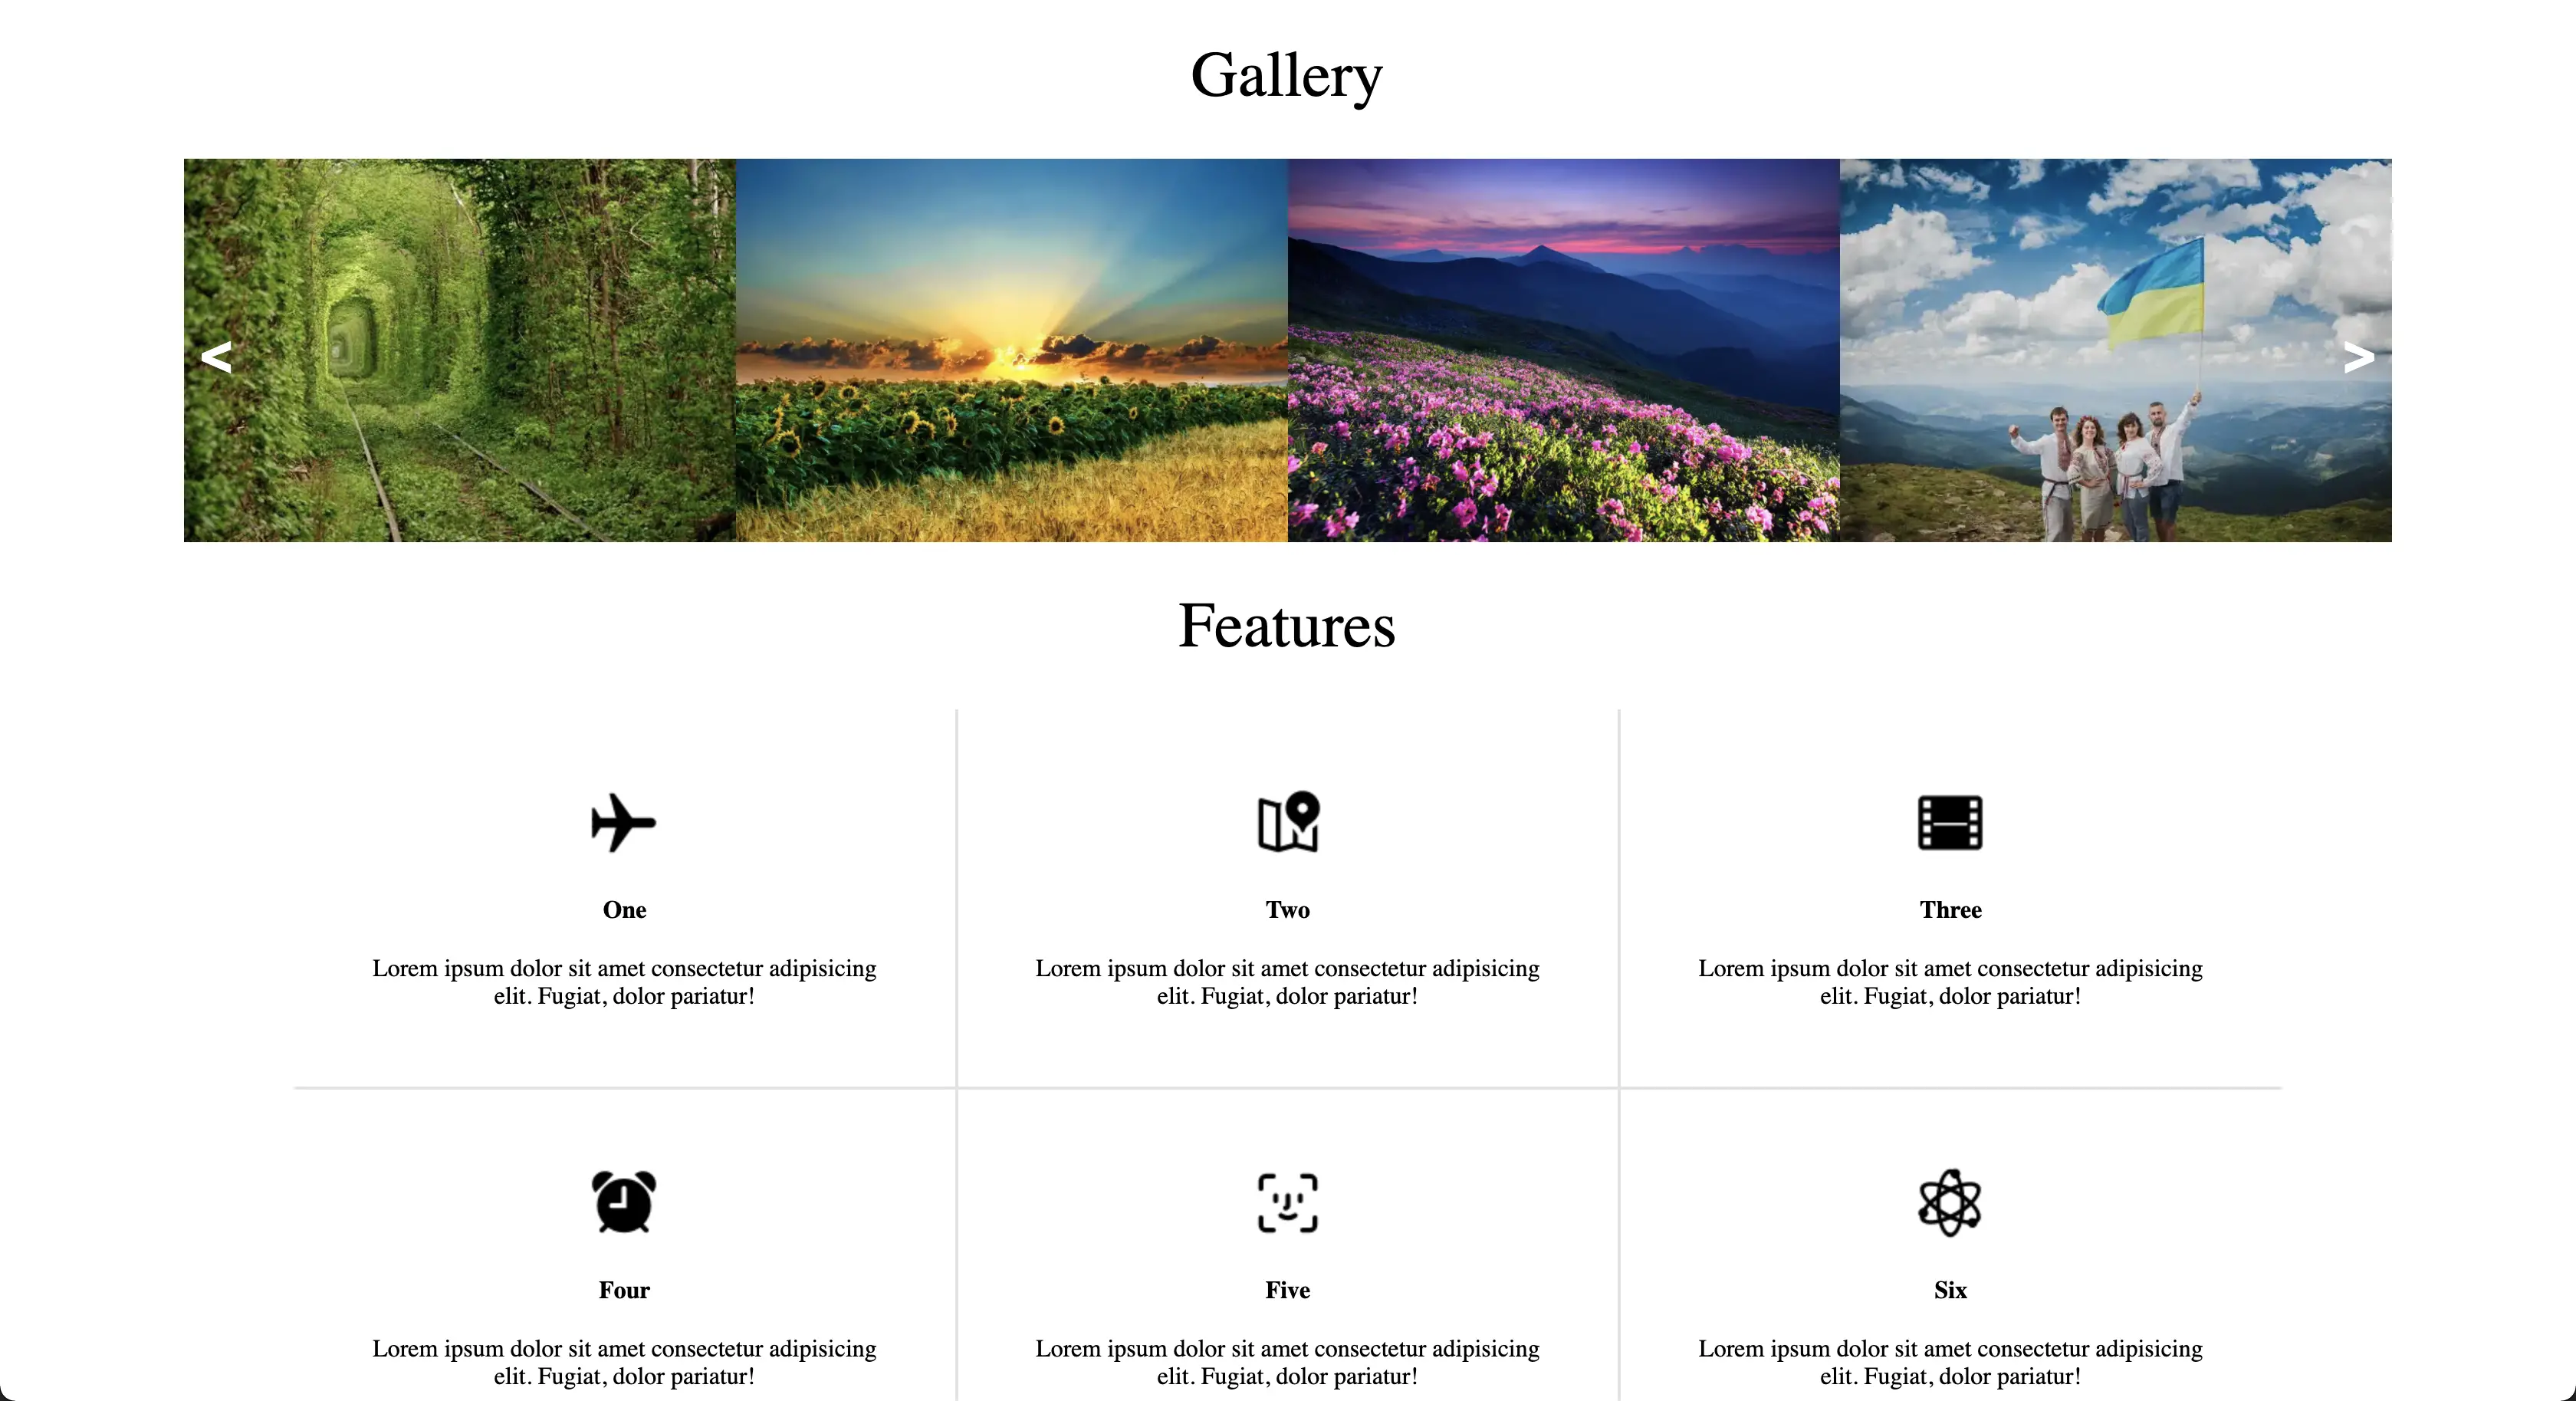 Gallery
<
>
Features
One
Two
Three
Lorem ipsum dolor sit amet consectetur adipisicing
elit. Fugiat, dolor pariatur!
Lorem ipsum dolor sit amet consectetur adipisicing
elit. Fugiat, dolor pariatur!
Lorem ipsum dolor sit amet consectetur adipisicing
elit. Fugiat, dolor pariatur!
Four
Five
Six
Lorem ipsum dolor sit amet consectetur adipisicing
elit. Fugiat, dolor pariatur!
Lorem ipsum dolor sit amet consectetur adipisicing
elit. Fugiat, dolor pariatur!
Lorem ipsum dolor sit amet consectetur adipisicing
elit. Fugiat, dolor pariatur!